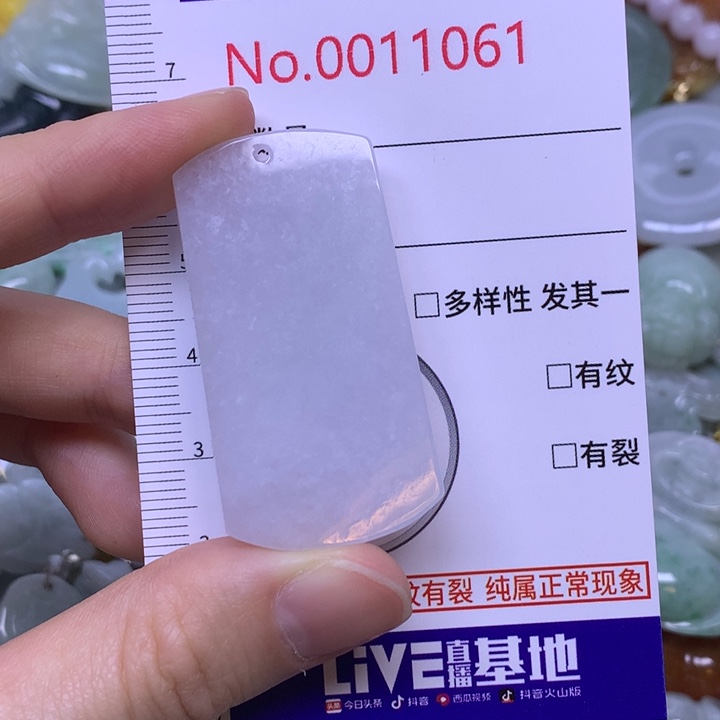 7
No.0011061
5
□多样性 发其一
4
□有纹
3
□有裂
纹有裂 纯属正常现象
LiVE直播基地
头条 今日头条 抖音 西瓜视频 抖音火山版